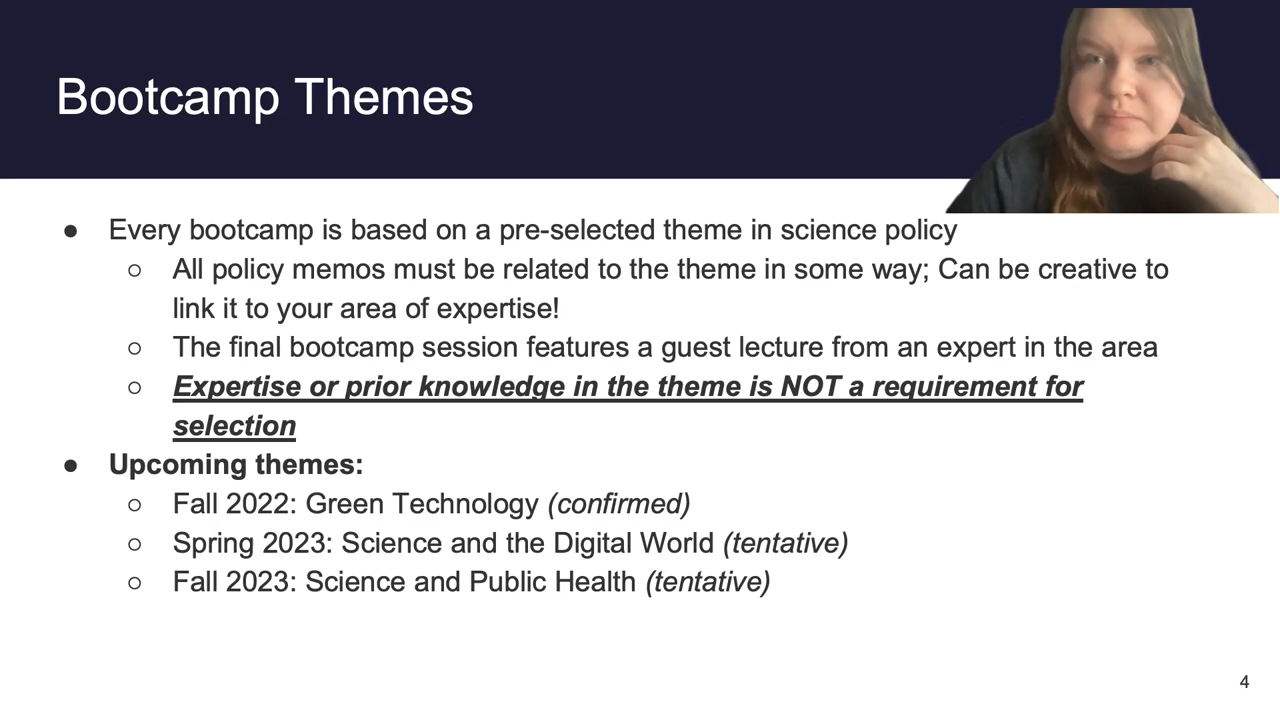 Bootcamp Themes
● Every bootcamp is based on a pre-selected theme in science policy
○ All policy memos must be related to the theme in some way; Can be creative to
link it to your area of expertise!
○ The final bootcamp session features a guest lecture from an expert in the area
○ Expertise or prior knowledge in the theme is NOT a requirement for
selection
● Upcoming themes:
○ Fall 2022: Green Technology (confirmed)
○ Spring 2023: Science and the Digital World (tentative)
○ Fall 2023: Science and Public Health (tentative)
4